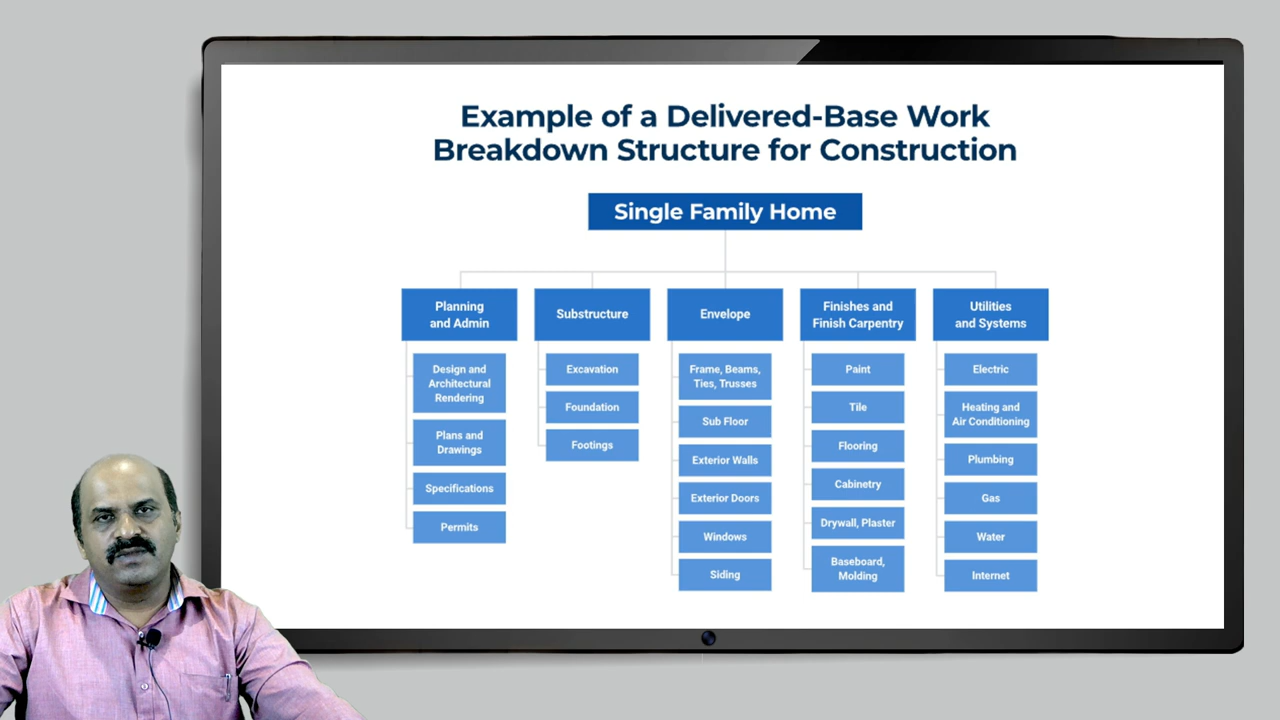 Example of a Delivered-Base Work
Breakdown Structure for Construction
Single Family Home
Planning
and Admin
Design and
Architectural
Rendering
Plans and
Drawings
Specifications
Permits
Substructure
Excavation
Foundation
Footings
Envelope
Frame, Beams,
Ties, Trusses
Sub Floor
Exterior Walls
Exterior Doors
Windows
Siding
Finishes and
Finish Carpentry
Paint
Tile
Flooring
Cabinetry
Drywall, Plaster
Baseboard,
Molding
Utilities
and Systems
Electric
Heating and
Air Conditioning
Plumbing
Gas
Water
Internet